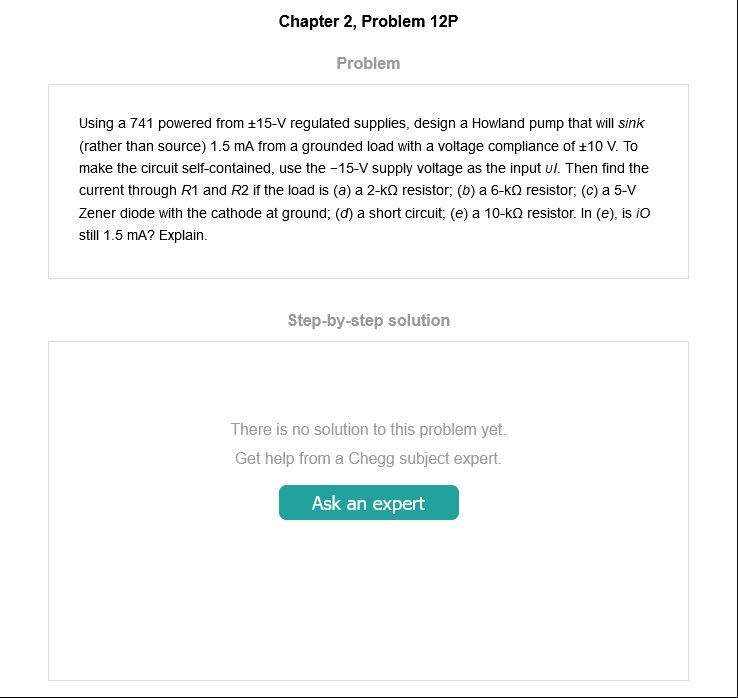 Chapter 2, Problem 12P
Problem
Using a 741 powered from ±15-V regulated supplies, design a Howland pump that will sink
(rather than source) 1.5 mA from a grounded load with a voltage compliance of ±10 V. To
make the circuit self-contained, use the −15-V supply voltage as the input υI. Then find the
current through R1 and R2 if the load is (a) a 2-kΩ resistor; (b) a 6-kΩ resistor; (c) a 5-V
Zener diode with the cathode at ground; (d) a short circuit; (e) a 10-kΩ resistor. In (e), is iO
still 1.5 mA? Explain.
Step-by-step solution
There is no solution to this problem yet.
Get help from a Chegg subject expert.
Ask an expert